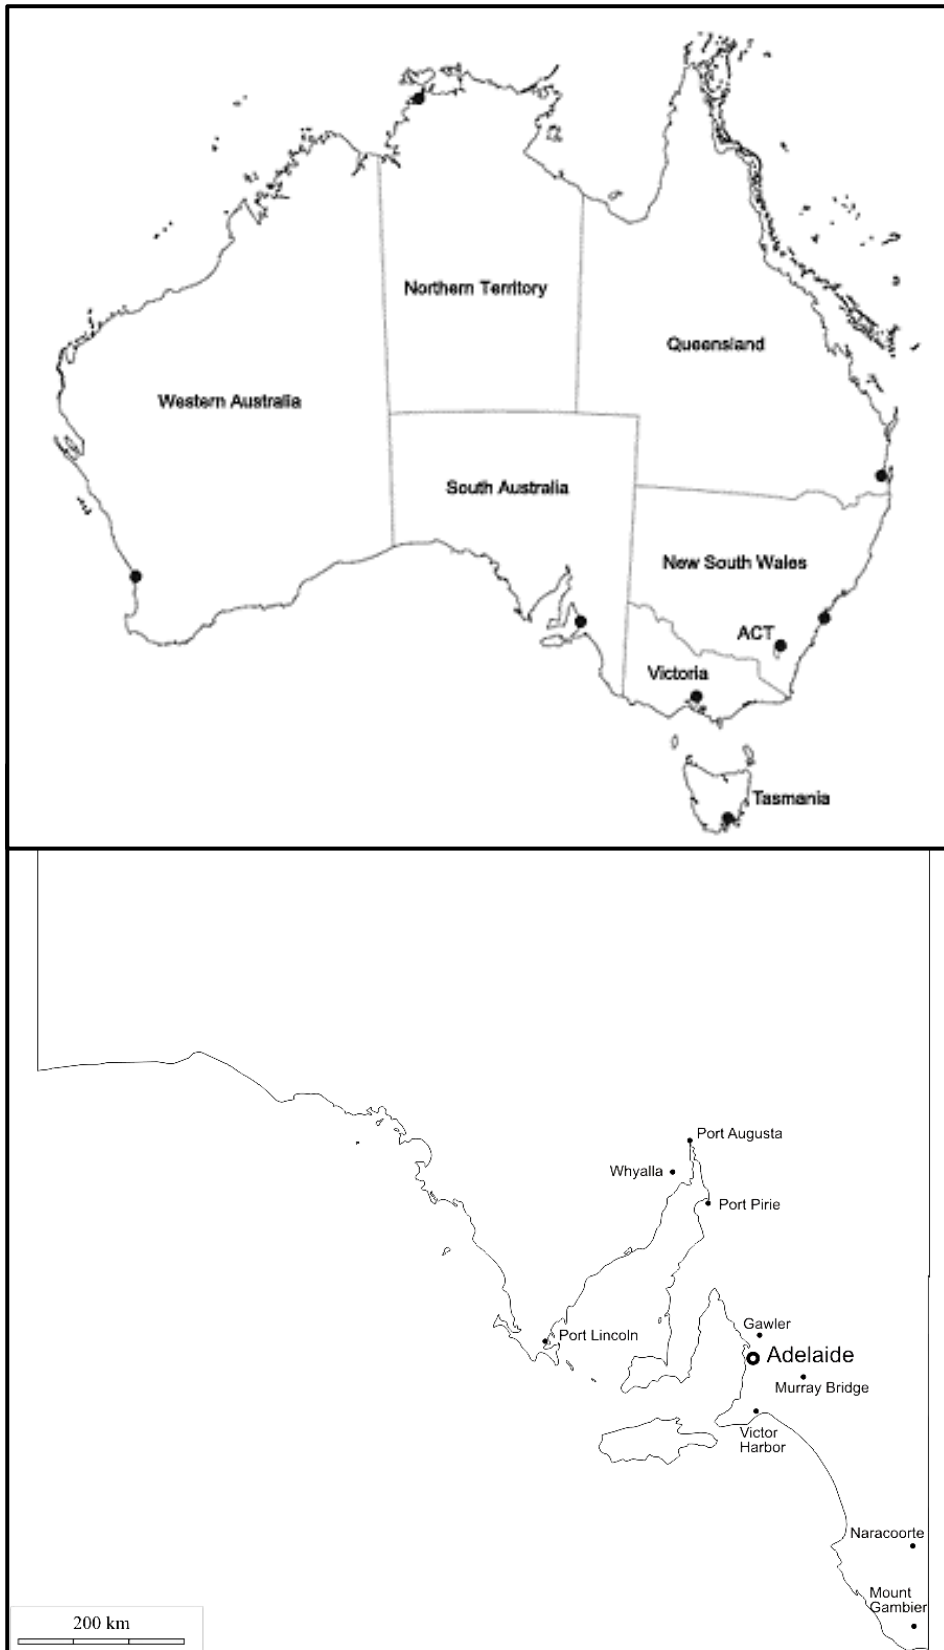 Northern Territory
Queensland
Western Australia
South Australia
New South Wales
ACT
Victoria
Tasmania
Port Augusta
Whyalla
Port Pirie
Gawler
Port Lincoln
Adelaide
Murray Bridge
Victor
Harbor
Naracoorte
Mount
Gambier
200 km